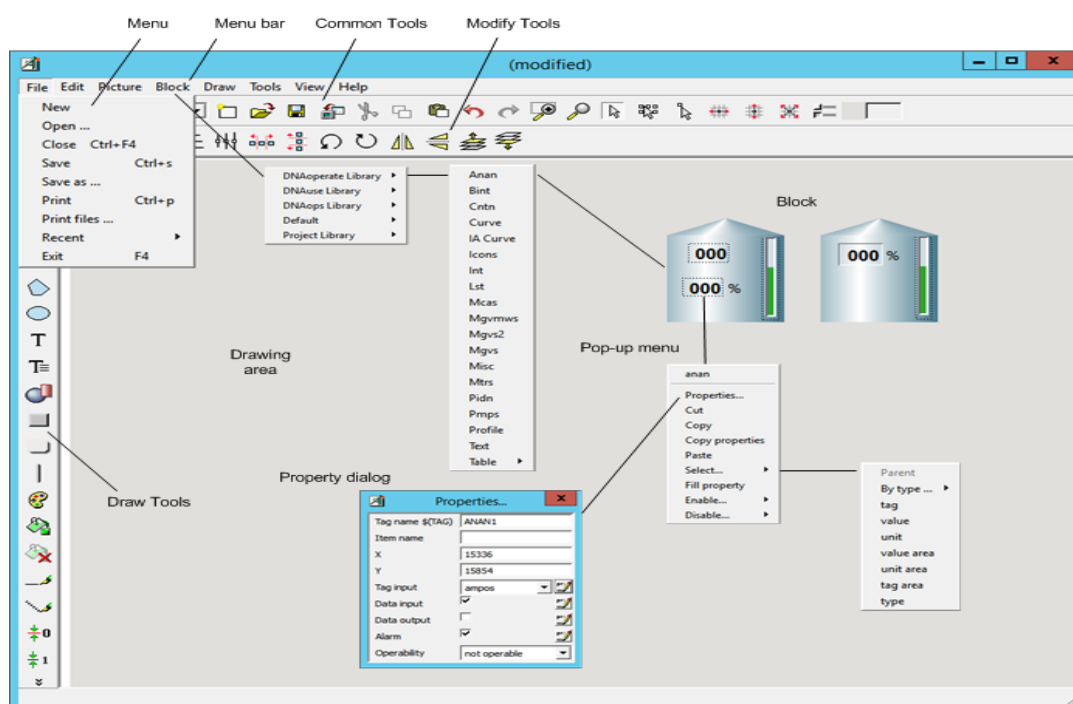 Menu
Menu bar
Common Tools
Modify Tools
(modified)
File Edit Picture Block Draw Tools View Help
New
Open ...
Close Ctrl+F4
Save Ctrl+s
Save as ...
Print Ctrl+p
Print files ...
Recent
Exit F4
DNAoperate Library
DNAuse Library
DNAops Library
Default
Project Library
Anan
Bint
Cntn
Curve
IA Curve
Icons
Int
Lst
Mcas
Mgvmws
Mgvs2
Mgvs
Misc
Mtrs
Pidn
Pmps
Profile
Text
Table
Block
000
000 %
000 %
Drawing
area
Pop-up menu
anan
Properties...
Cut
Copy
Copy properties
Paste
Select...
Fill property
Enable...
Disable...
Parent
By type ...
tag
value
unit
value area
unit area
tag area
type
Property dialog
Properties...
Tag name $(TAG) ANAN1
Item name
X 15336
Y 15854
Tag input ampos
Data input
Data output
Alarm
Operability not operable
Draw Tools
T
T
0
1